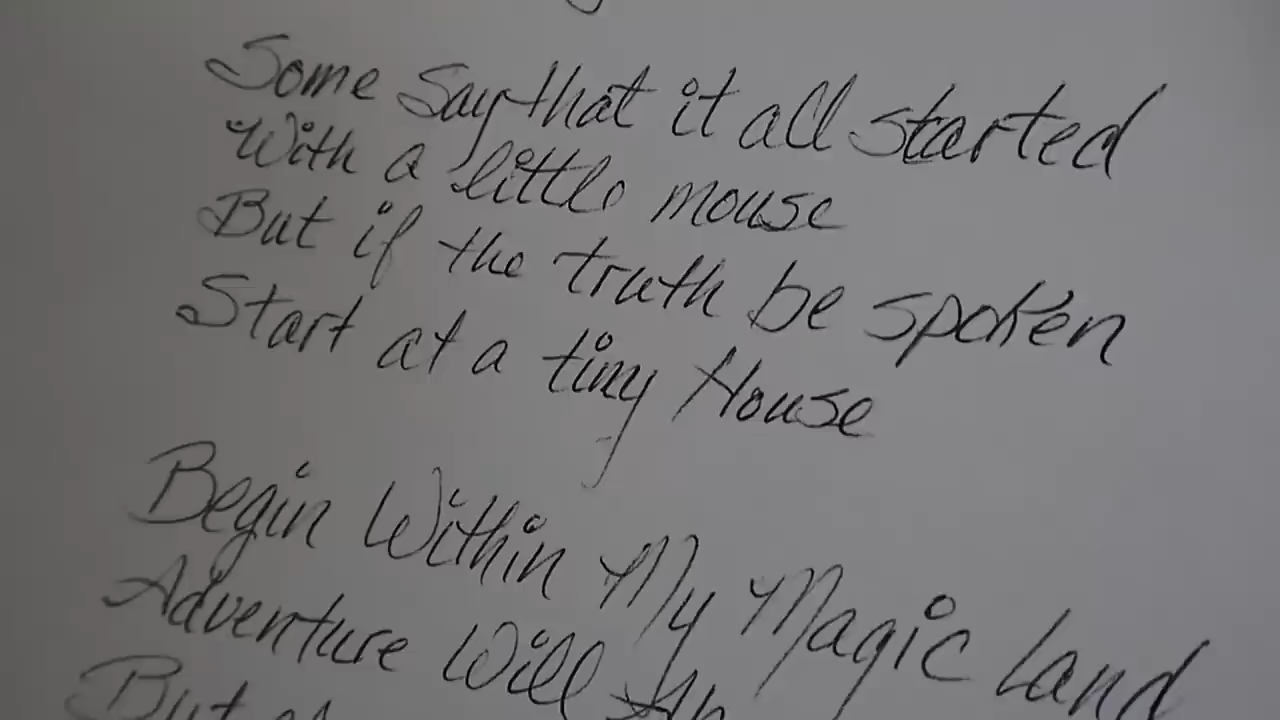 Some Say that it all started
With a little mouse
But if the truth be spoken
Start at a tiny House
Begin Within My Magic Land
Adventure Will
But